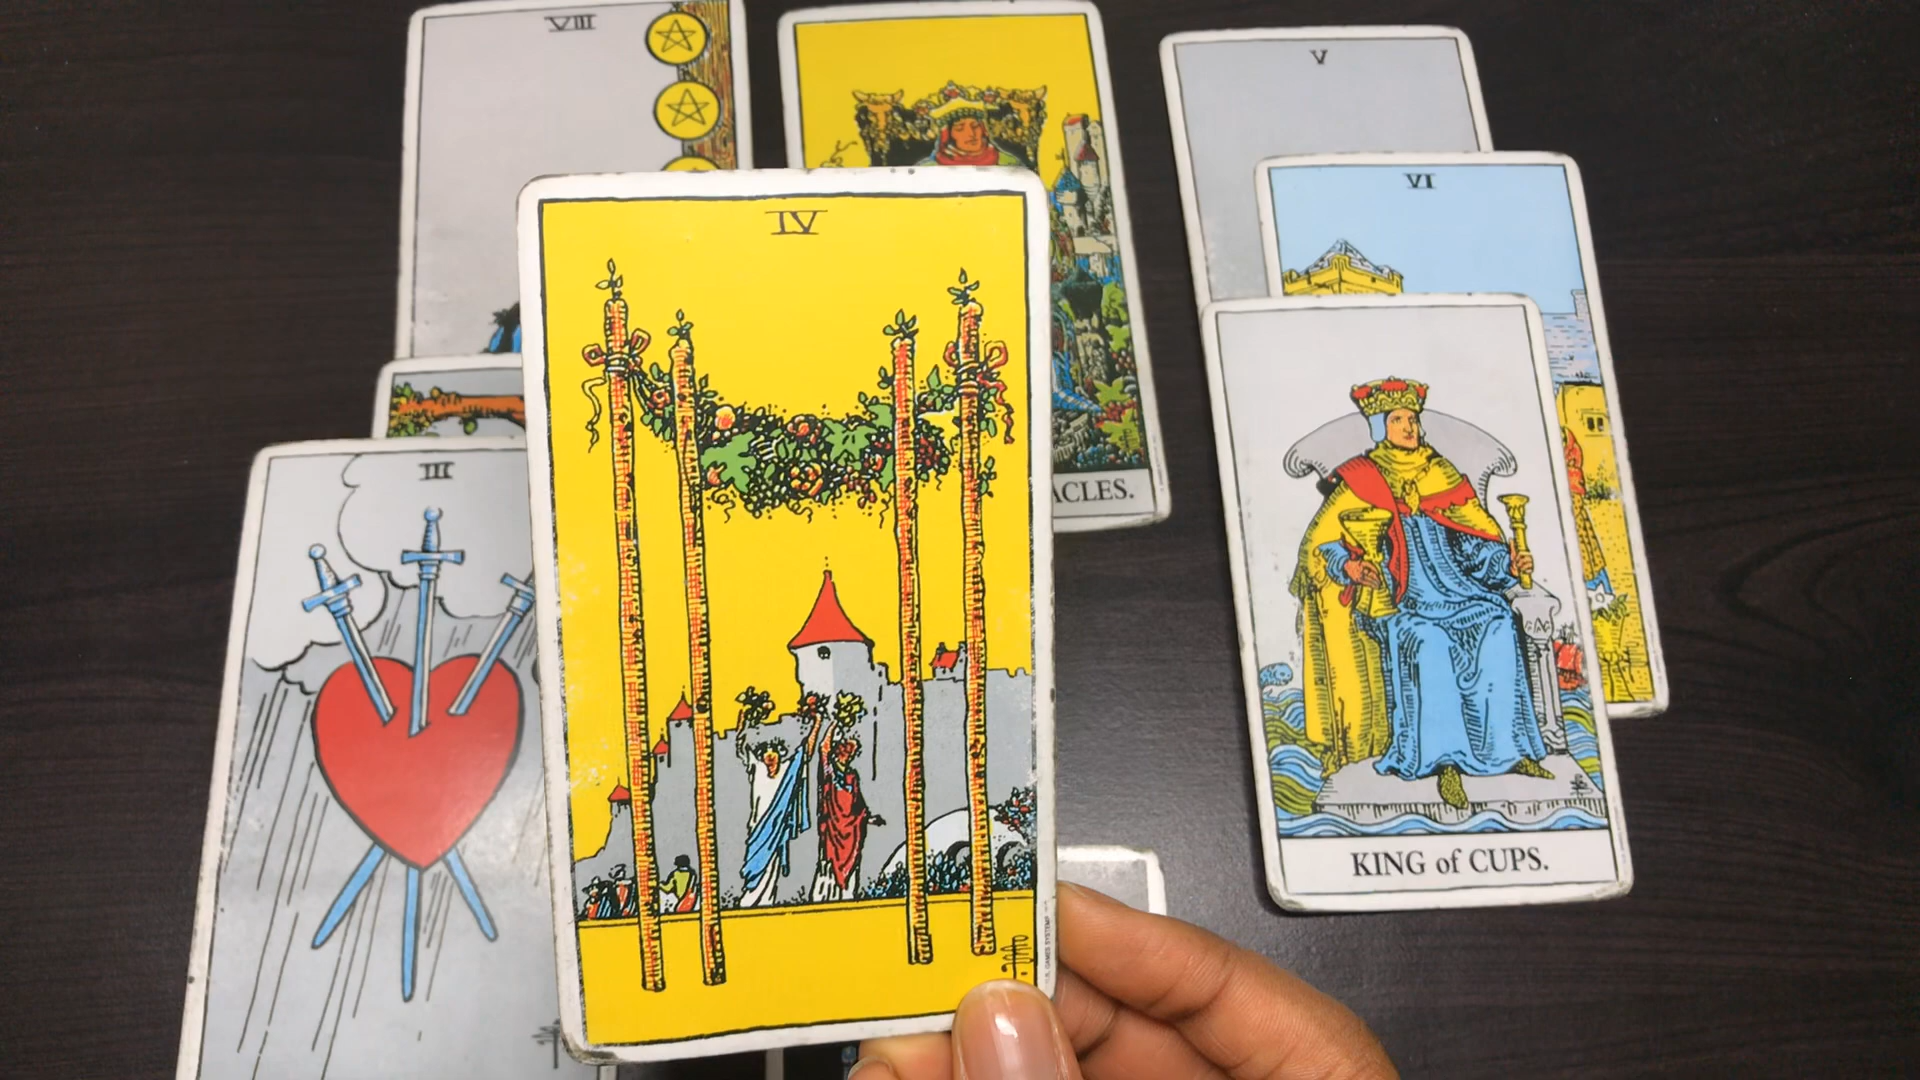 VIII
V
VI
IV
III
ACLES.
KING of CUPS.